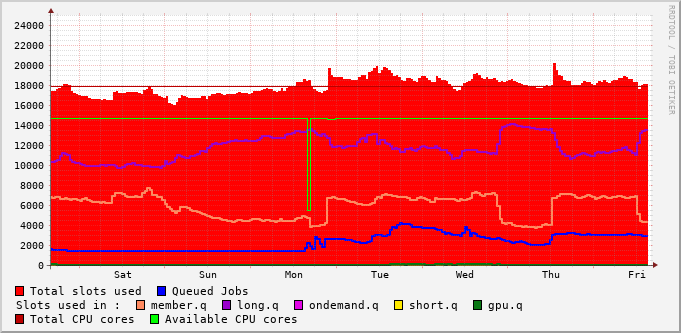 RRDTOOL / TOBI OETIKER
24000
22000
20000
18000
16000
14000
12000
10000
8000
6000
4000
2000
0
Sat Sun Mon Tue Wed Thu Fri
Total slots used Queued Jobs
Slots used in : member.q long.q ondemand.q short.q gpu.q
Total CPU cores Available CPU cores